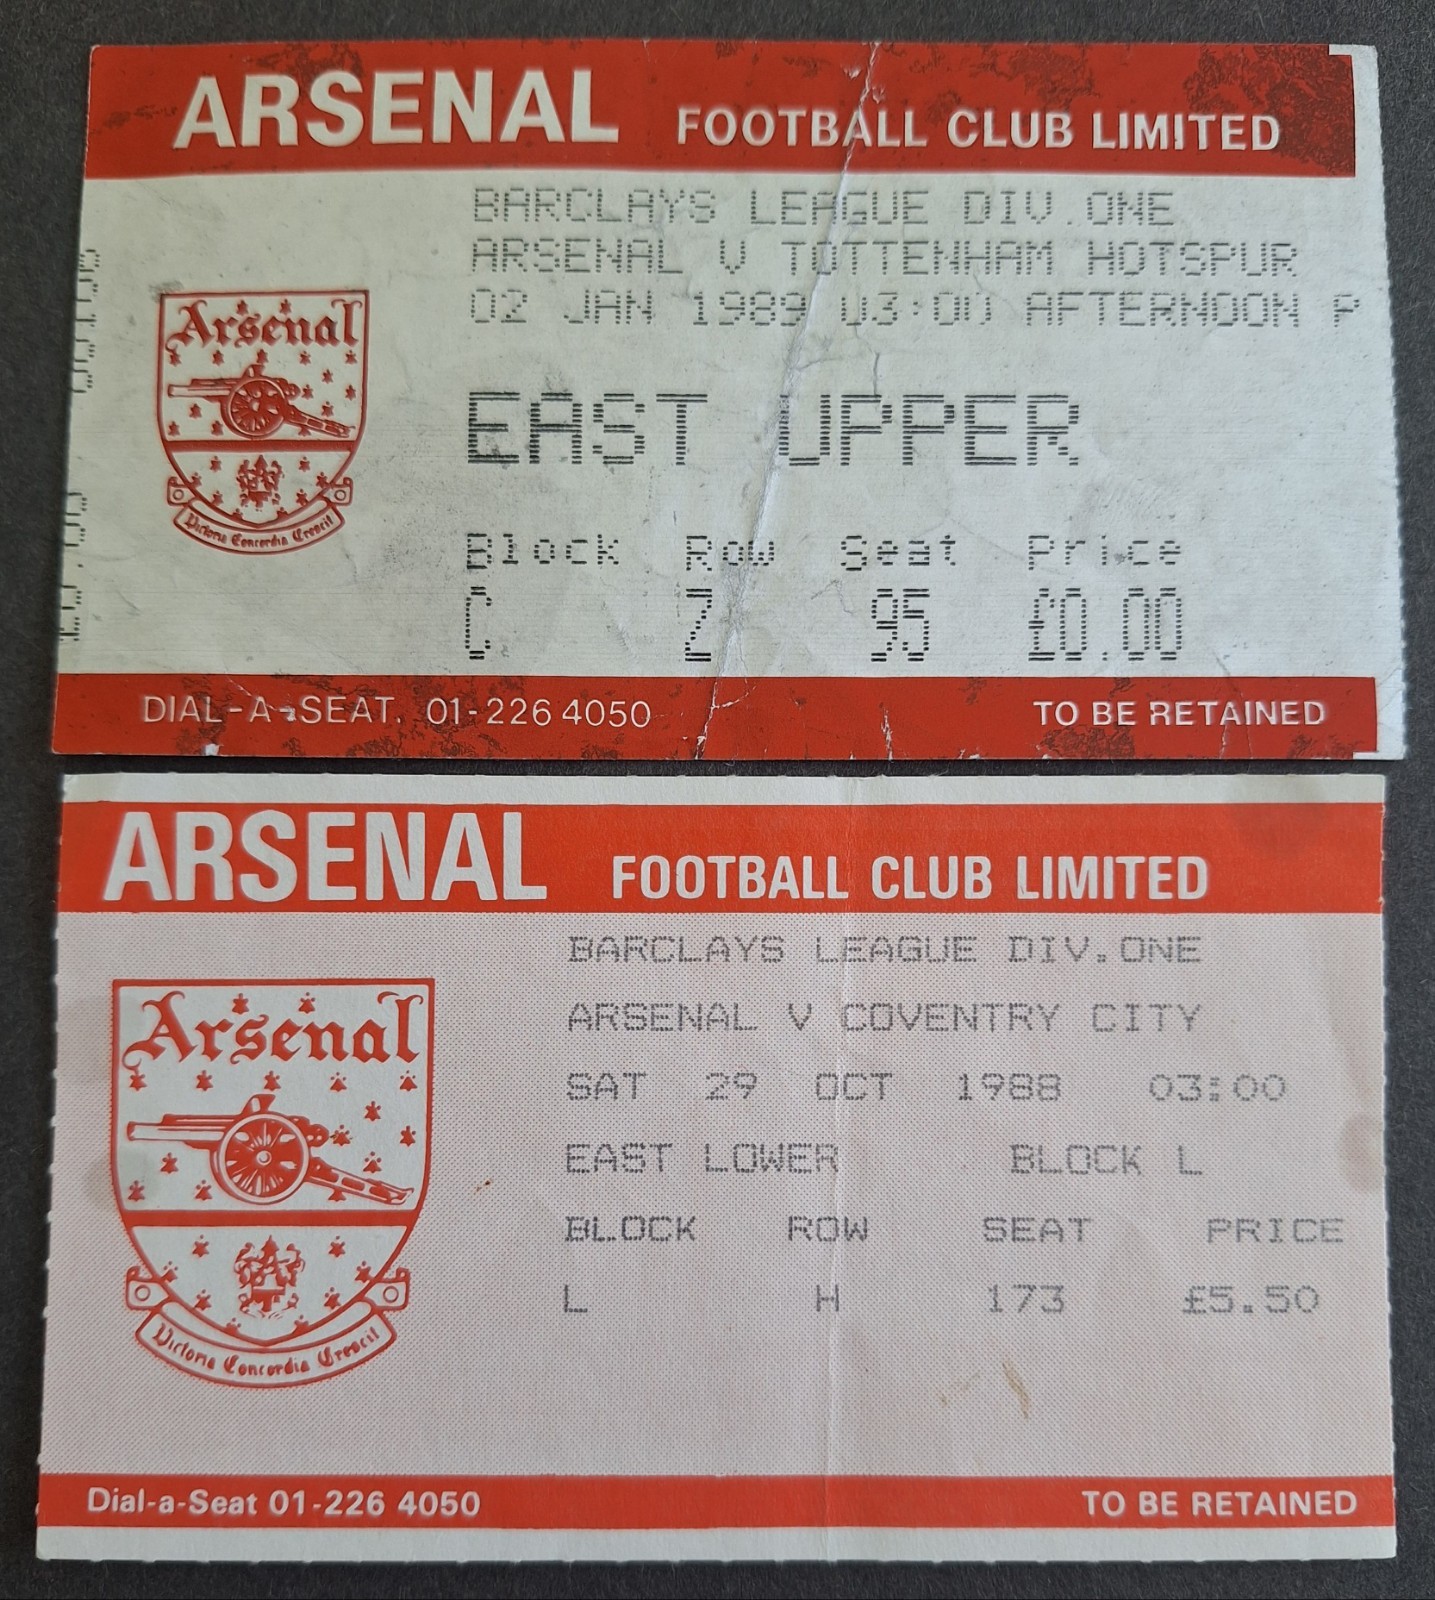 ARSENAL FOOTBALL CLUB LIMITED
BARCLAYS LEAGUE DIV.ONE
ARSENAL V TOTTENHAM HOTSPUR
02 JAN 1989 03:00 AFTERNOON P
Arsenal
EAST UPPER
Victoria Concordia Crescit
Block Row Seat Price
C Z 95 £0.00
DIAL-A-SEAT. 01-226 4050 TO BE RETAINED
ARSENAL FOOTBALL CLUB LIMITED
BARCLAYS LEAGUE DIV.ONE
Arsenal
ARSENAL V COVENTRY CITY
SAT 29 OCT 1988 03:00
EAST LOWER BLOCK L
BLOCK ROW SEAT PRICE
L H 173 £5.50
Victoria Concordia Crescit
Dial-a-Seat 01-226 4050 TO BE RETAINED